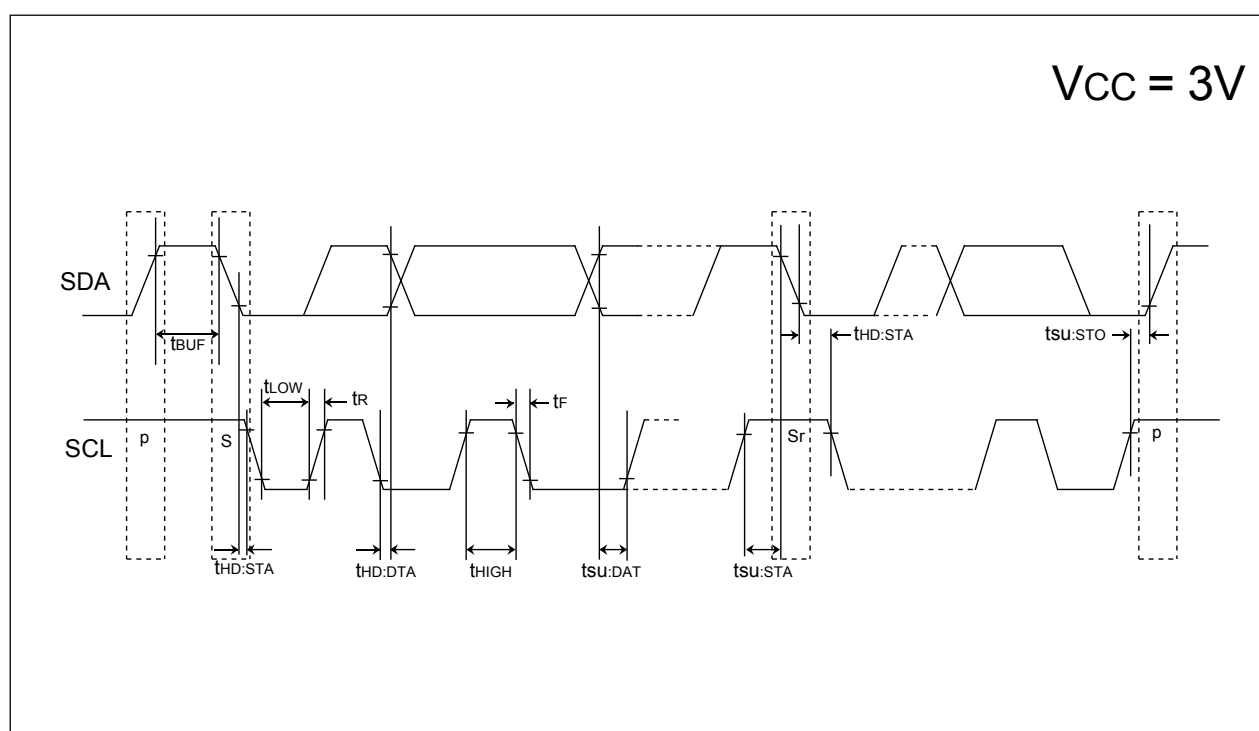 VCC = 3V
SDA
tBUF
tHD:STA
tsu:STO
tLOW
tR
tF
SCL
p
S
Sr
p
tHD:STA
tHD:DTA
tHIGH
tsu:DAT
tsu:STA